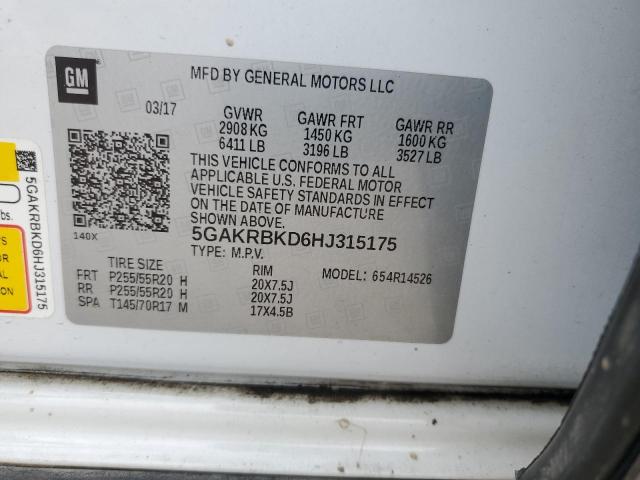 GM
MFD BY GENERAL MOTORS LLC
03/17
GVWR GAWR FRT GAWR RR
2908 KG 1450 KG 1600 KG
6411 LB 3196 LB 3527 LB
THIS VEHICLE CONFORMS TO ALL
APPLICABLE U.S. FEDERAL MOTOR
VEHICLE SAFETY STANDARDS IN EFFECT
ON THE DATE OF MANUFACTURE
SHOWN ABOVE.
140X
5GAKRBKD6HJ315175
TYPE: M.P.V.
TIRE SIZE RIM MODEL: 654R14526
FRT P255/55R20 H 20X7.5J
RR P255/55R20 H 20X7.5J
SPA T145/70R17 M 17X4.5B
5GAKRBKD6HJ315175
bs.
S
AL
ION